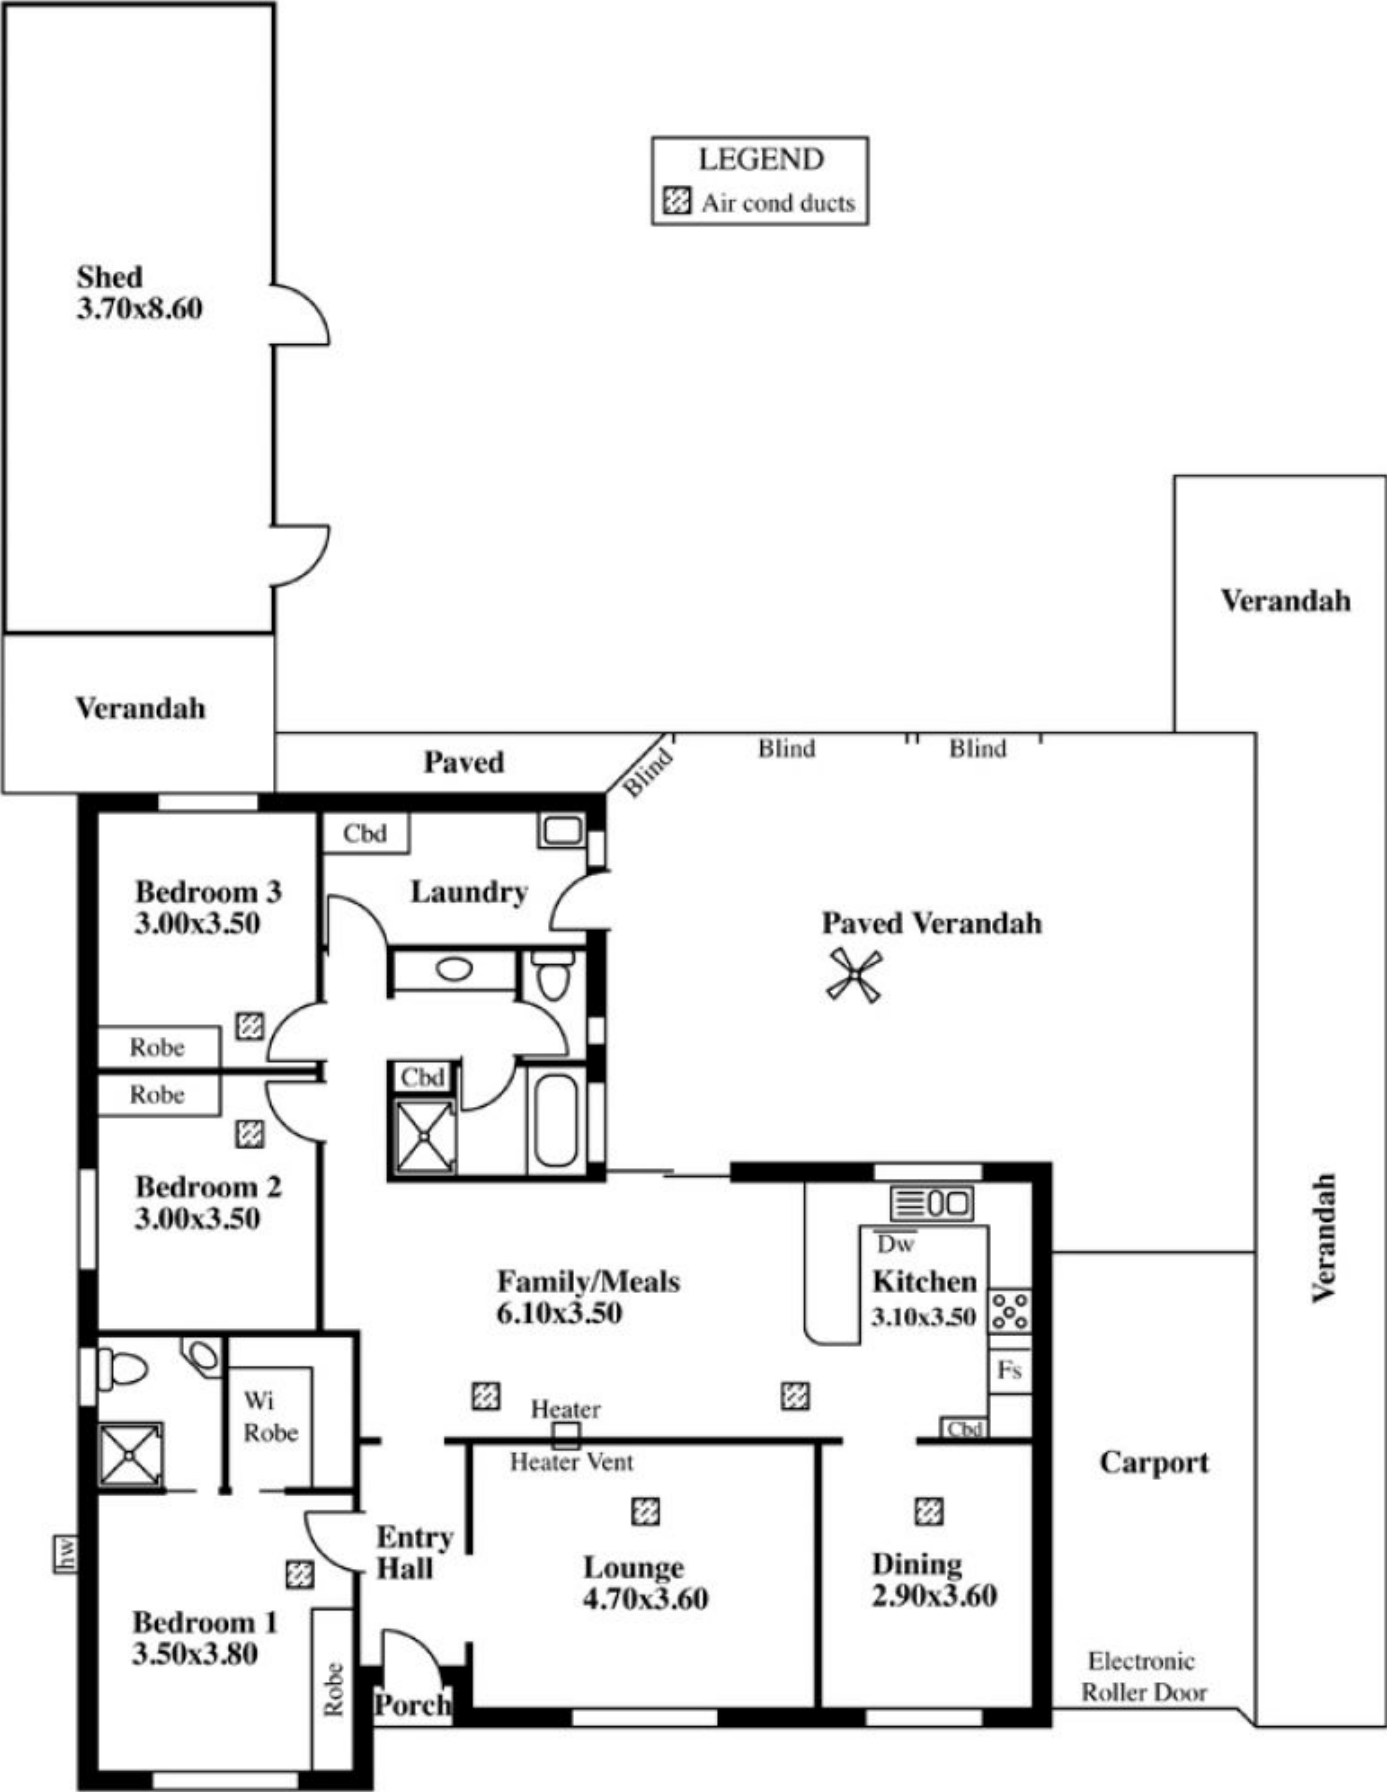 LEGEND
Air cond ducts
Shed
3.70x8.60
Verandah
Verandah
Paved
Blind
Blind
Blind
Cbd
Laundry
Bedroom 3
3.00x3.50
Paved Verandah
Robe
Robe
Cbd
Bedroom 2
3.00x3.50
Verandah
Dw
Family/Meals
6.10x3.50
Kitchen
3.10x3.50
Fs
Wi
Robe
Heater
Cbd
Heater Vent
Carport
hw
Entry
Hall
Lounge
4.70x3.60
Dining
2.90x3.60
Bedroom 1
3.50x3.80
Robe
Porch
Electronic
Roller Door